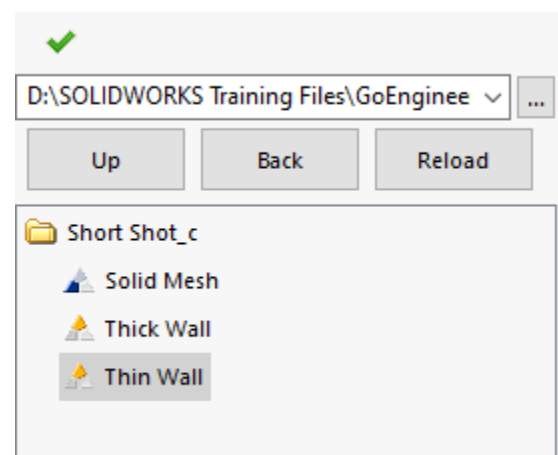 D:\SOLIDWORKS Training Files\GoEnginee
...
Up Back Reload
Short Shot_c
Solid Mesh
Thick Wall
Thin Wall